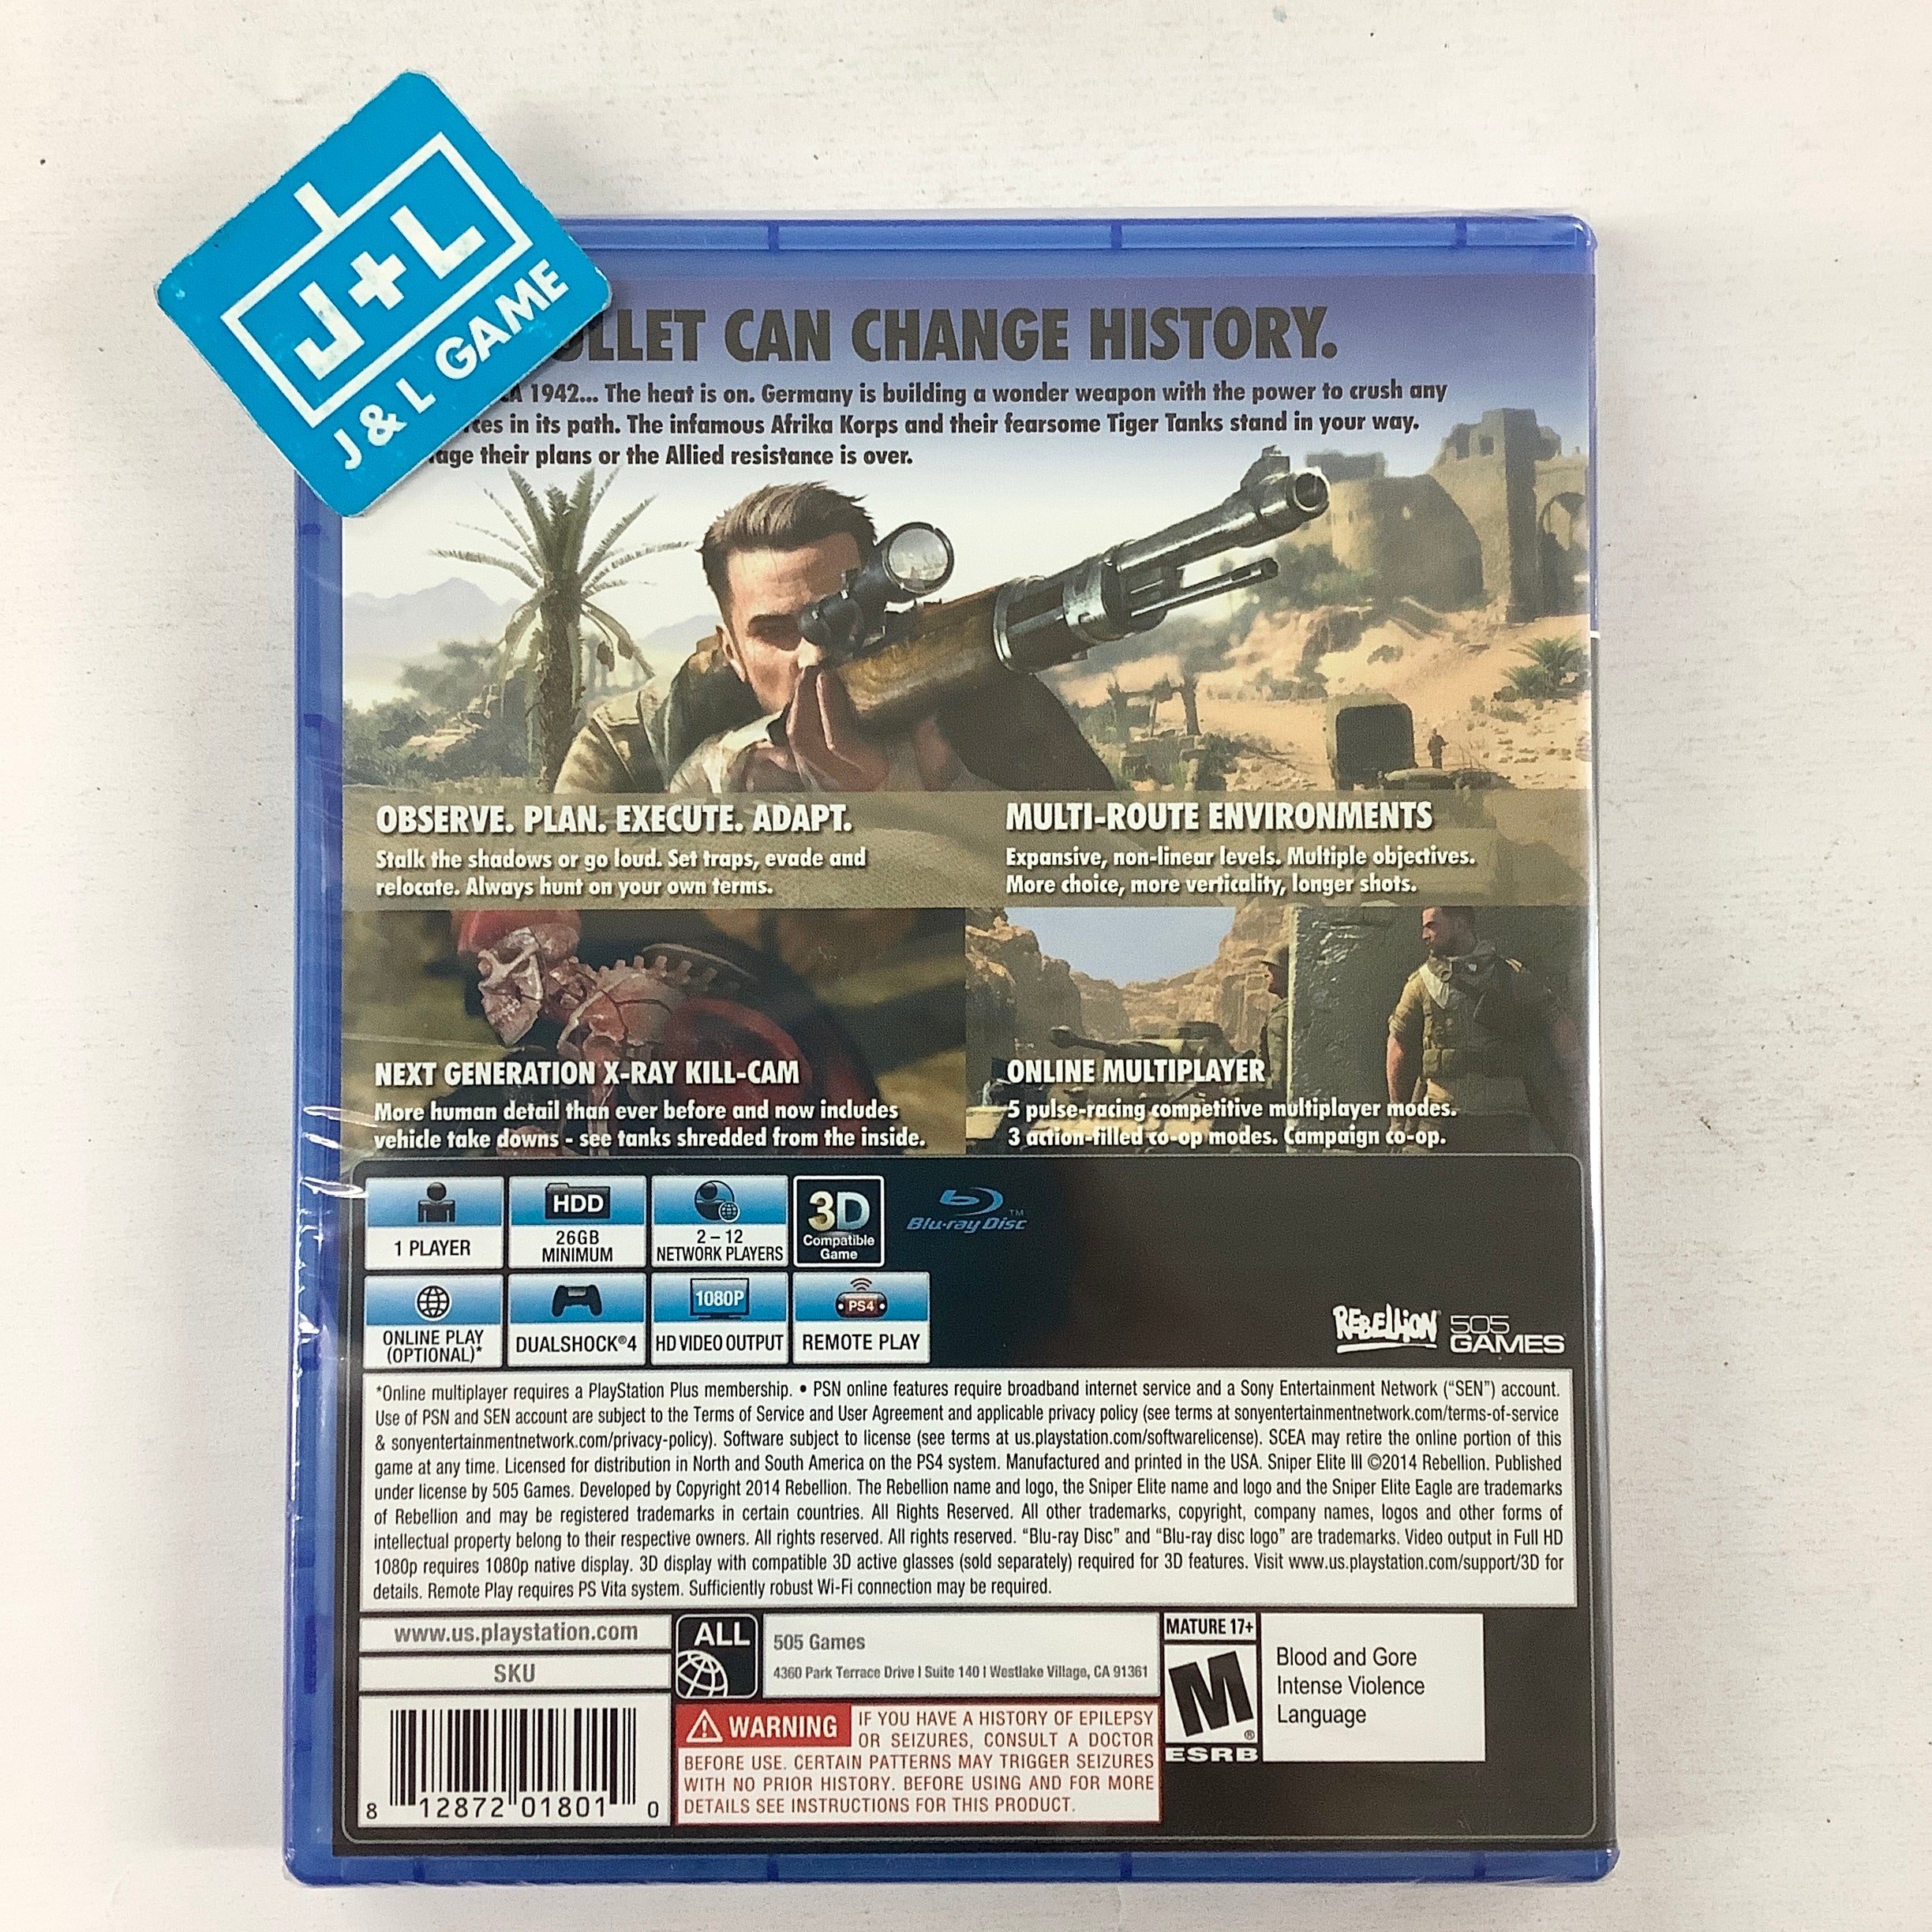 J+L
J & L GAME
CAN CHANGE HISTORY.
1942... The heat is on. Germany is building a wonder weapon with the power to crush any
in its path. The infamous Afrika Korps and their fearsome Tiger Tanks stand in your way.
their plans or the Allied resistance is over.
OBSERVE. PLAN. EXECUTE. ADAPT.
Stalk the shadows or go loud. Set traps, evade and
relocate. Always hunt on your own terms.
MULTI-ROUTE ENVIRONMENTS
Expansive, non-linear levels. Multiple objectives.
More choice, more verticality, longer shots.
NEXT GENERATION X-RAY KILL-CAM
More human detail than ever before and now includes
vehicle take downs - see tanks shredded from the inside.
ONLINE MULTIPLAYER
5 pulse-racing competitive multiplayer modes.
3 action-filled co-op modes. Campaign co-op.
1 PLAYER
HDD
26GB
MINIMUM
2 – 12
NETWORK PLAYERS
3D
Compatible
Game
Blu-ray Disc™
ONLINE PLAY
(OPTIONAL)*
DUALSHOCK®4
1080P
HD VIDEO OUTPUT
PS4
REMOTE PLAY
REBELLION
505
GAMES
*Online multiplayer requires a PlayStation Plus membership. • PSN online features require broadband internet service and a Sony Entertainment Network (“SEN”) account.
Use of PSN and SEN account are subject to the Terms of Service and User Agreement and applicable privacy policy (see terms at sonyentertainmentnetwork.com/terms-of-service
& sonyentertainmentnetwork.com/privacy-policy). Software subject to license (see terms at us.playstation.com/softwarelicense). SCEA may retire the online portion of this
game at any time. Licensed for distribution in North and South America on the PS4 system. Manufactured and printed in the USA. Sniper Elite III ©2014 Rebellion. Published
under license by 505 Games. Developed by Copyright 2014 Rebellion. The Rebellion name and logo, the Sniper Elite name and logo and the Sniper Elite Eagle are trademarks
of Rebellion and may be registered trademarks in certain countries. All Rights Reserved. All other trademarks, copyright, company names, logos and other forms of
intellectual property belong to their respective owners. All rights reserved. All rights reserved. “Blu-ray Disc” and “Blu-ray disc logo” are trademarks. Video output in Full HD
1080p requires 1080p native display. 3D display with compatible 3D active glasses (sold separately) required for 3D features. Visit www.us.playstation.com/support/3D for
details. Remote Play requires PS Vita system. Sufficiently robust Wi-Fi connection may be required.
www.us.playstation.com
SKU
8 12872 01801 0
ALL
505 Games
4360 Park Terrace Drive | Suite 140 | Westlake Village, CA 91361
WARNING
IF YOU HAVE A HISTORY OF EPILEPSY
OR SEIZURES, CONSULT A DOCTOR
BEFORE USE. CERTAIN PATTERNS MAY TRIGGER SEIZURES
WITH NO PRIOR HISTORY. BEFORE USING AND FOR MORE
DETAILS SEE INSTRUCTIONS FOR THIS PRODUCT.
MATURE 17+
M®
ESRB
Blood and Gore
Intense Violence
Language